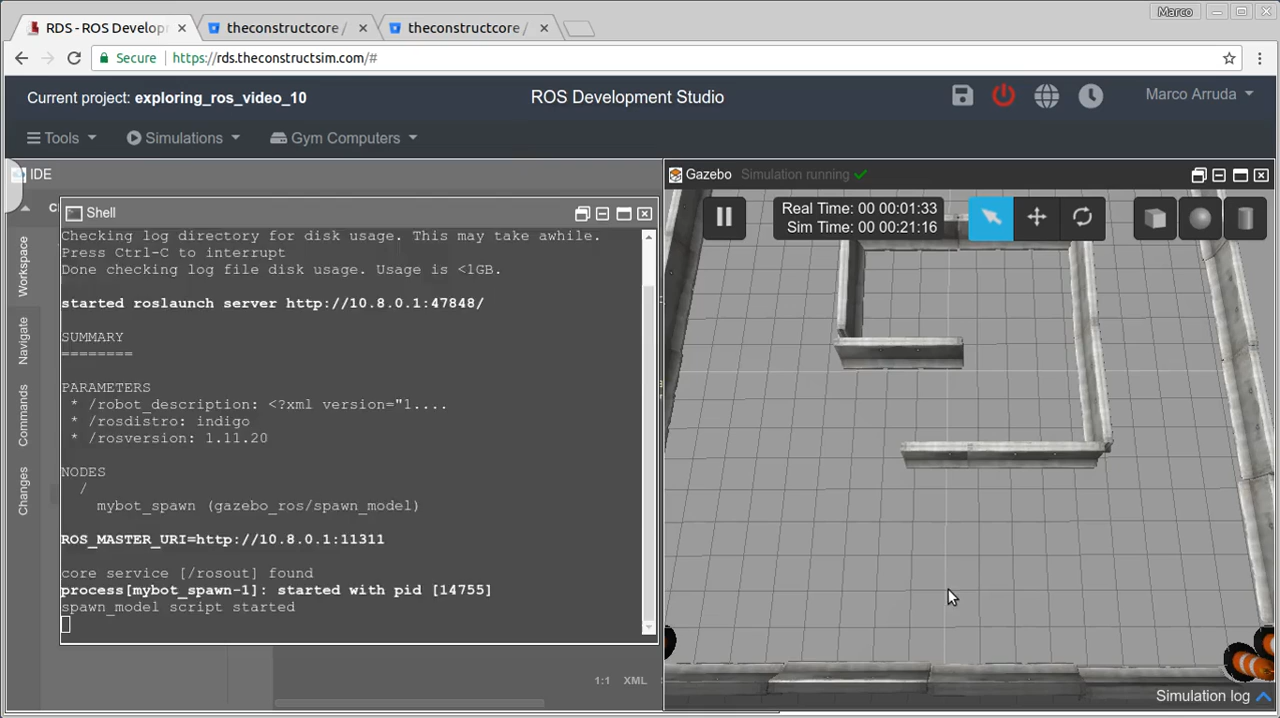 Marco
RDS - ROS Develop
theconstructcore /
theconstructcore /
Secure
https://rds.theconstructsim.com/#
Current project: exploring_ros_video_10
ROS Development Studio
Marco Arruda
Tools
Simulations
Gym Computers
IDE
Gazebo
Simulation running
Shell
Real Time: 00 00:01:33
Sim Time: 00 00:21:16
Workspace
Navigate
Commands
Changes
Checking log directory for disk usage. This may take awhile.
Press Ctrl-C to interrupt
Done checking log file disk usage. Usage is <1GB.
started roslaunch server http://10.8.0.1:47848/
SUMMARY
========
PARAMETERS
* /robot_description: <?xml version="1....
* /rosdistro: indigo
* /rosversion: 1.11.20
NODES
/
mybot_spawn (gazebo_ros/spawn_model)
ROS_MASTER_URI=http://10.8.0.1:11311
core service [/rosout] found
process[mybot_spawn-1]: started with pid [14755]
spawn_model script started
1:1
XML
Simulation log